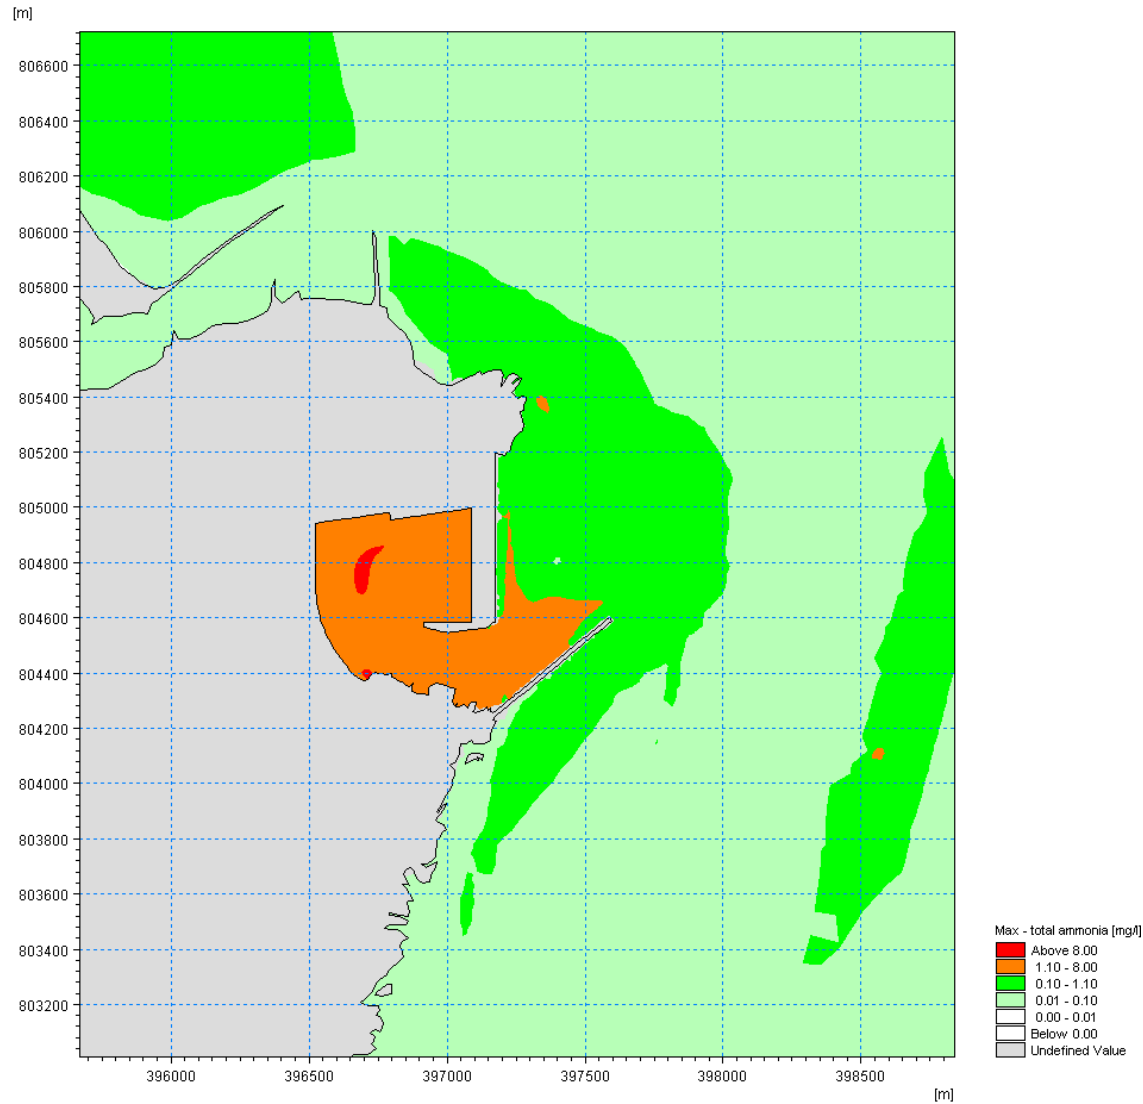 [m]
806600
806400
806200
806000
805800
805600
805400
805200
805000
804800
804600
804400
804200
804000
803800
803600
803400
803200
396000 396500 397000 397500 398000 398500
[m]
Max - total ammonia [mg/l]
Above 8.00
1.10 - 8.00
0.10 - 1.10
0.01 - 0.10
0.00 - 0.01
Below 0.00
Undefined Value